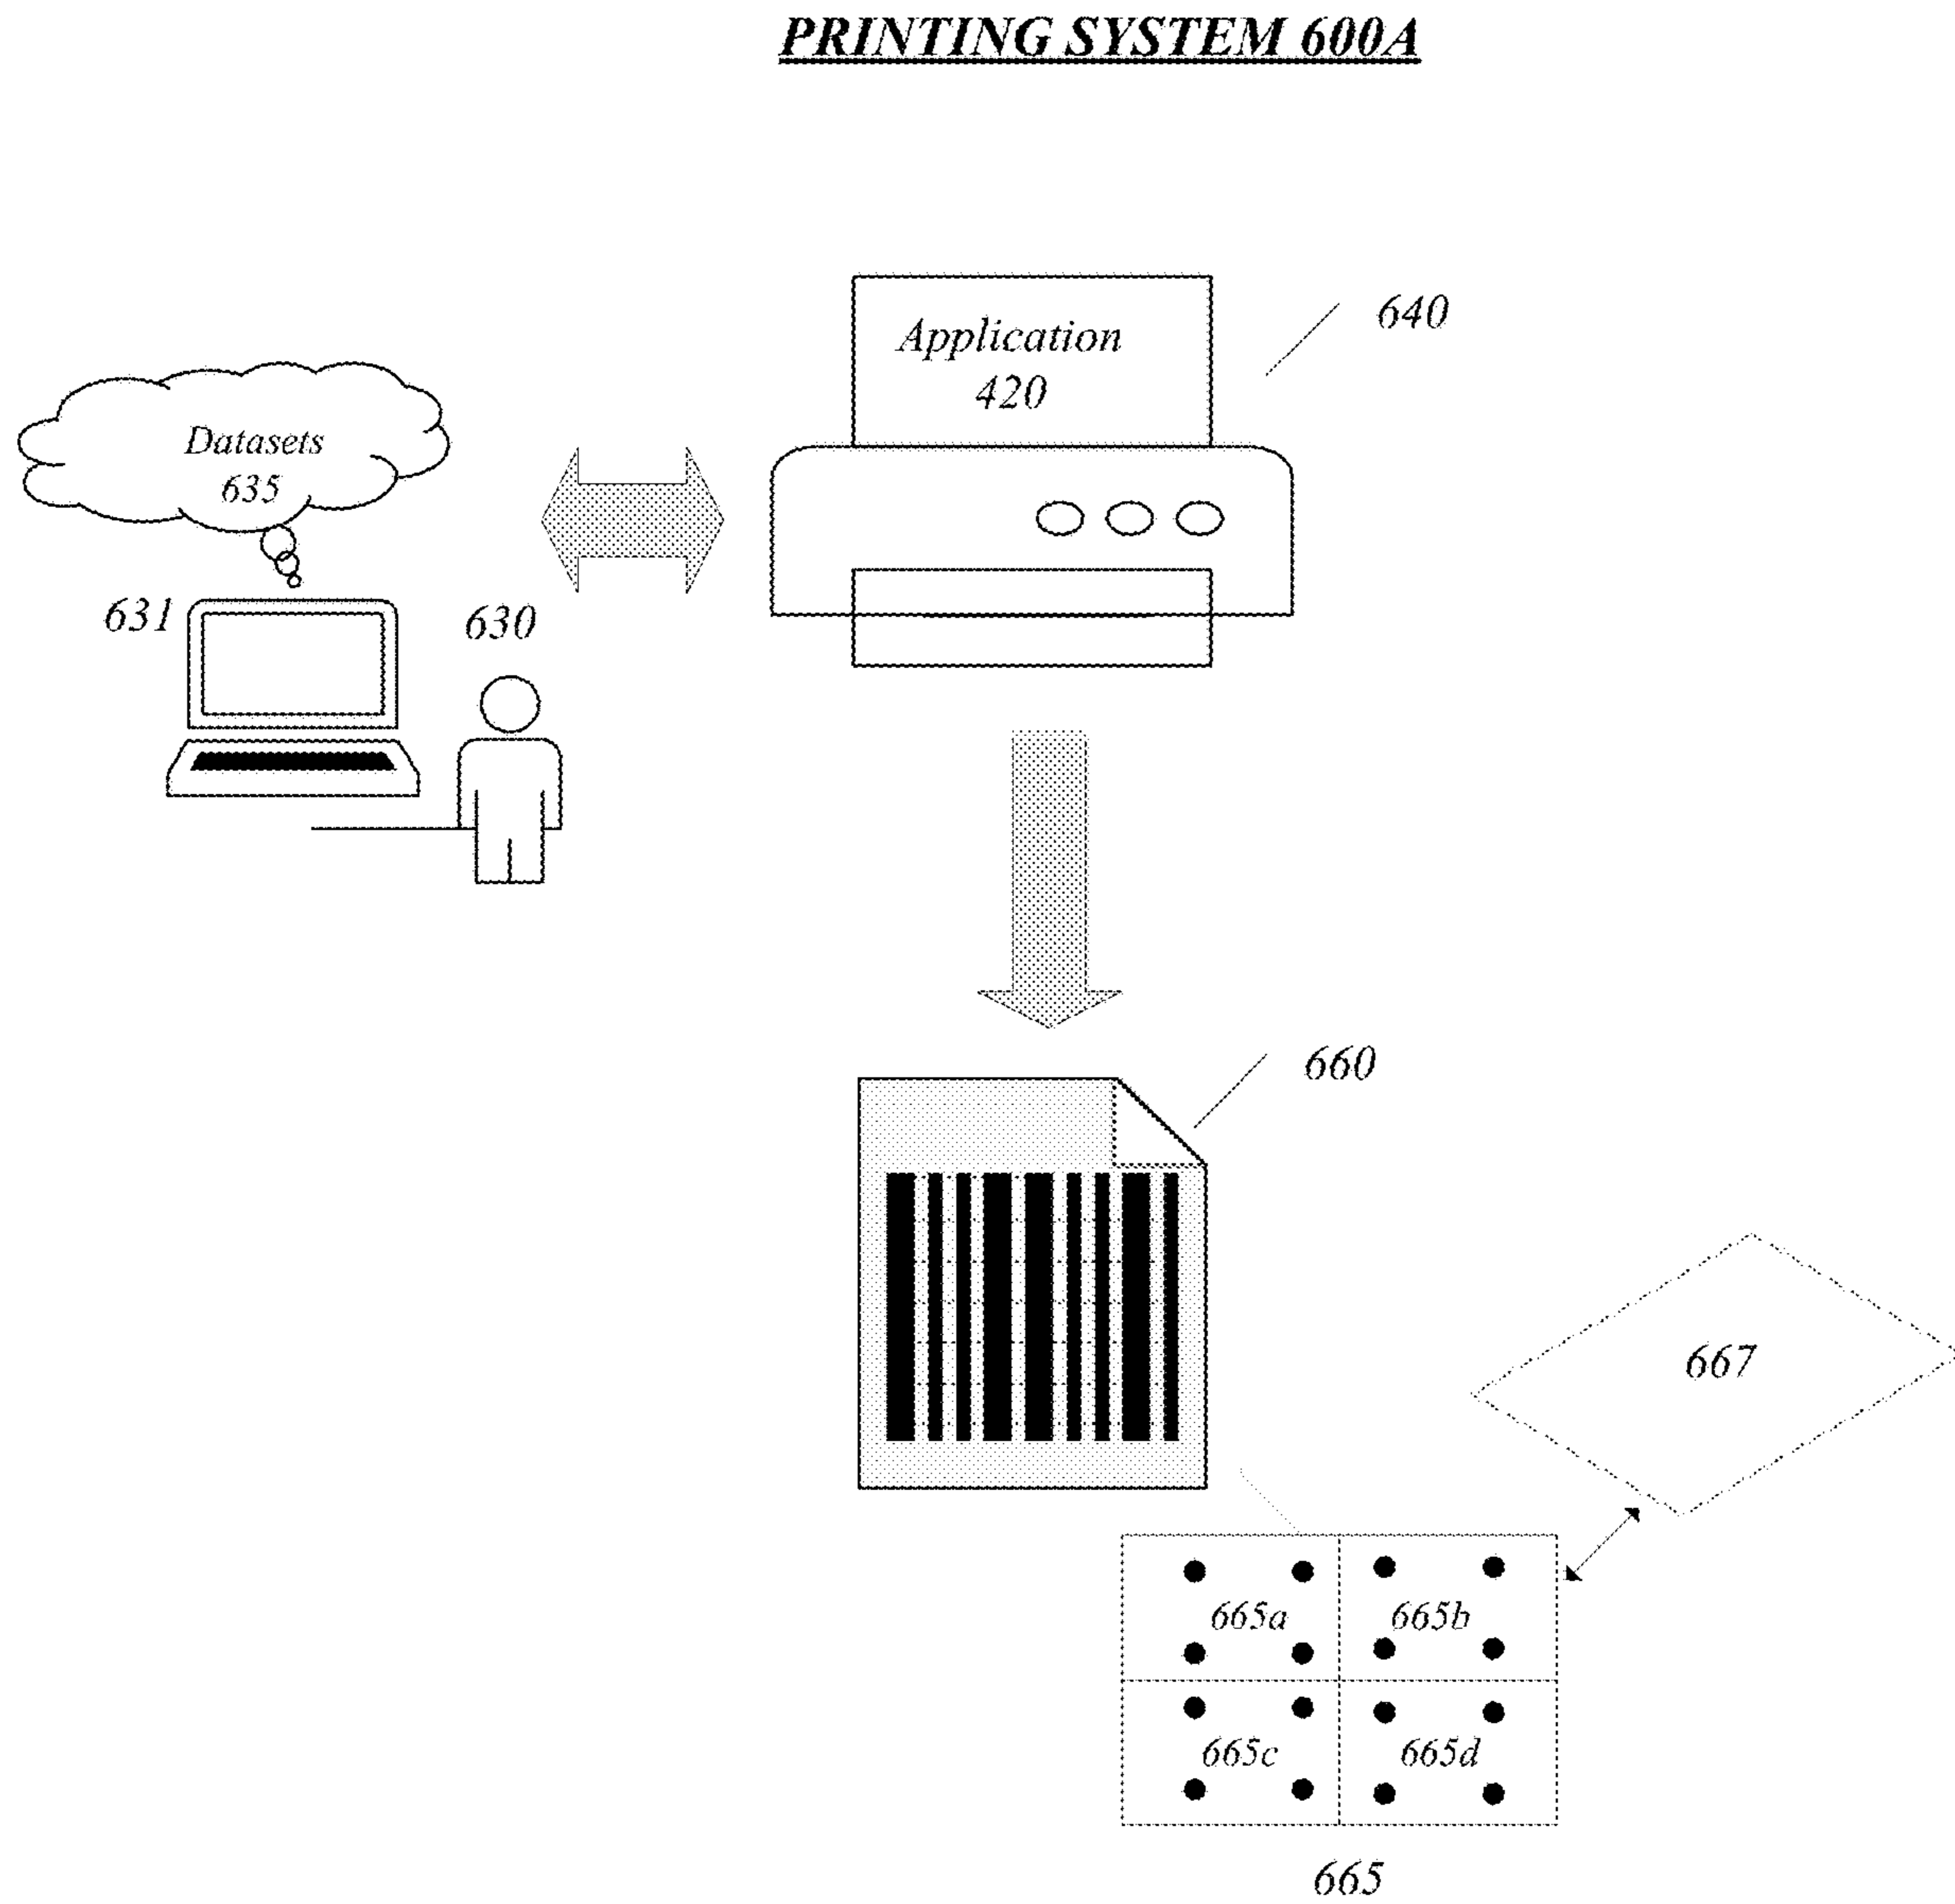 PRINTING SYSTEM 600A
640
Application
420
Datasets
635
631
630
660
667
665a
665b
665c
665d
665